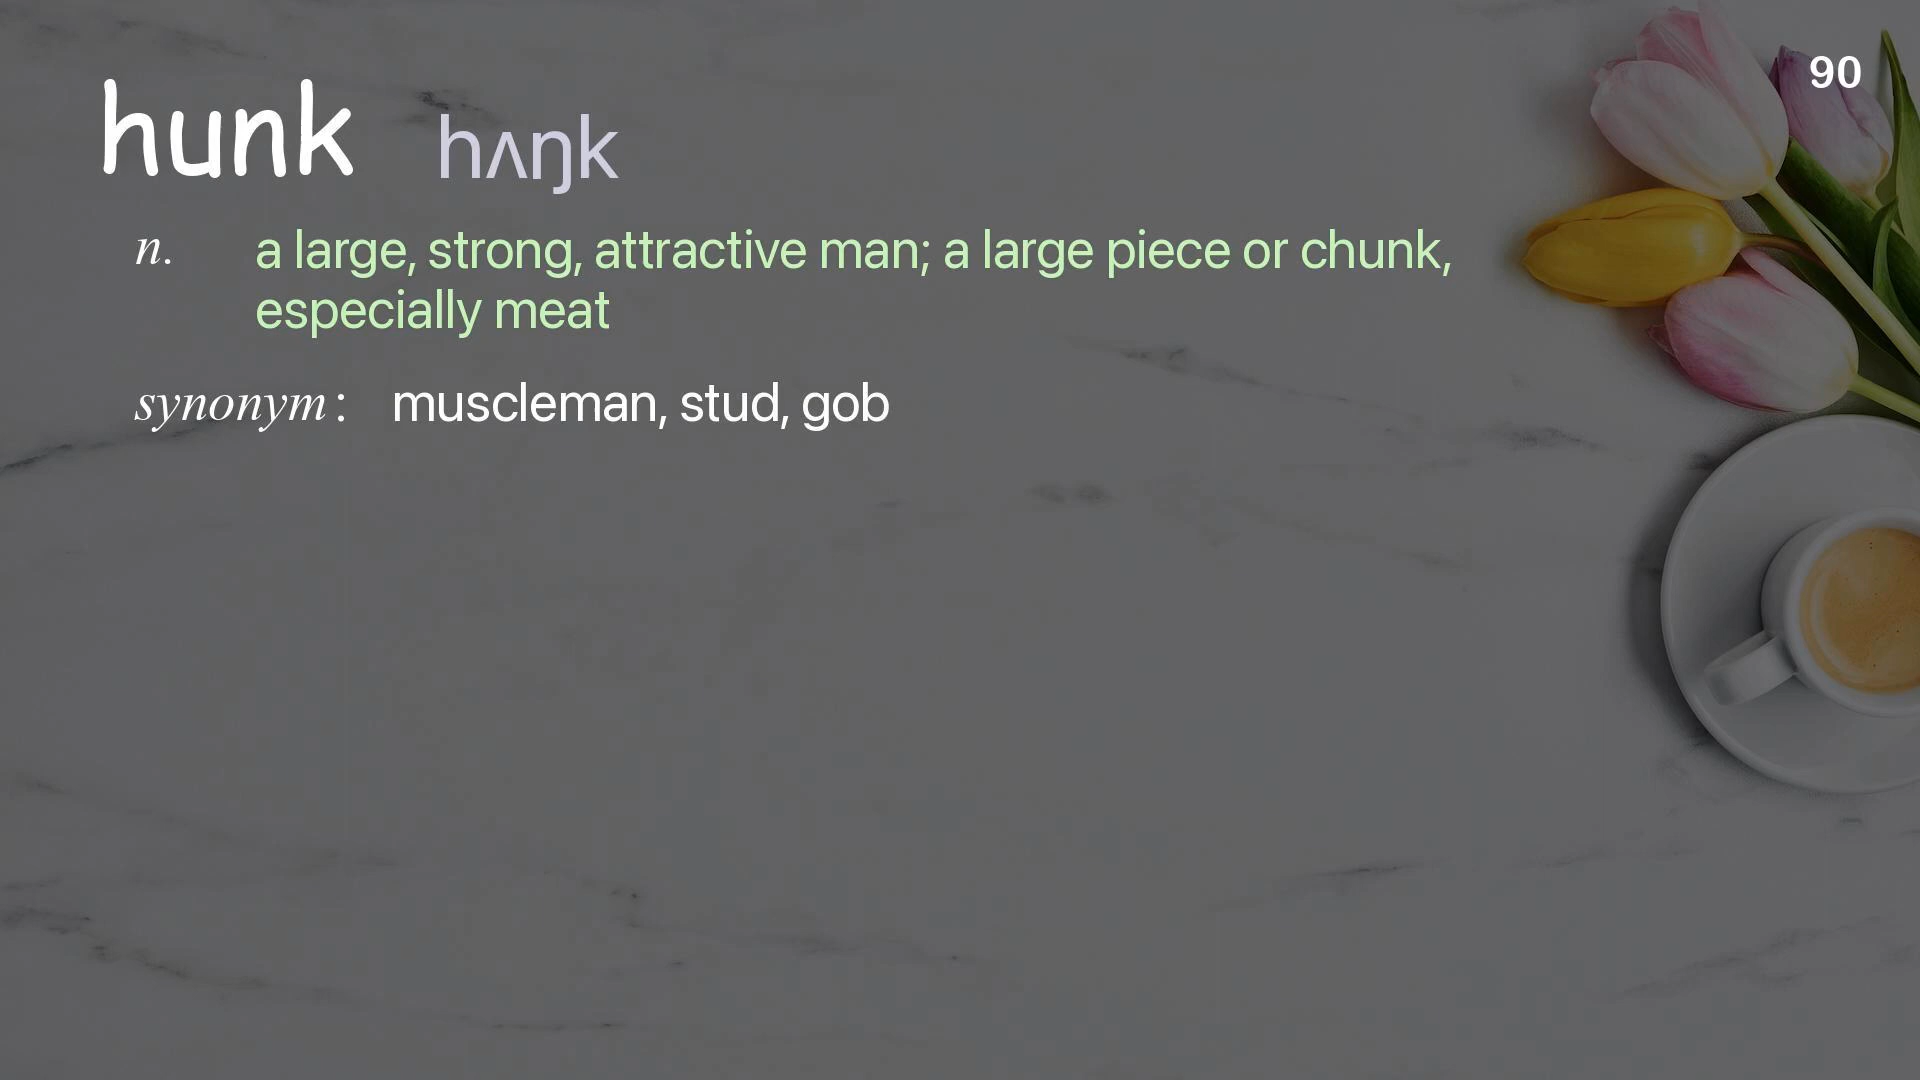 90
hunk hʌŋk
n. a large, strong, attractive man; a large piece or chunk,
especially meat
synonym: muscleman, stud, gob